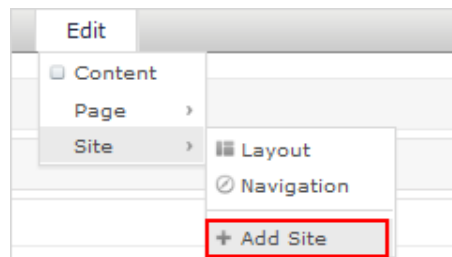 Edit
Content
Page
Site
Layout
Navigation
Add Site